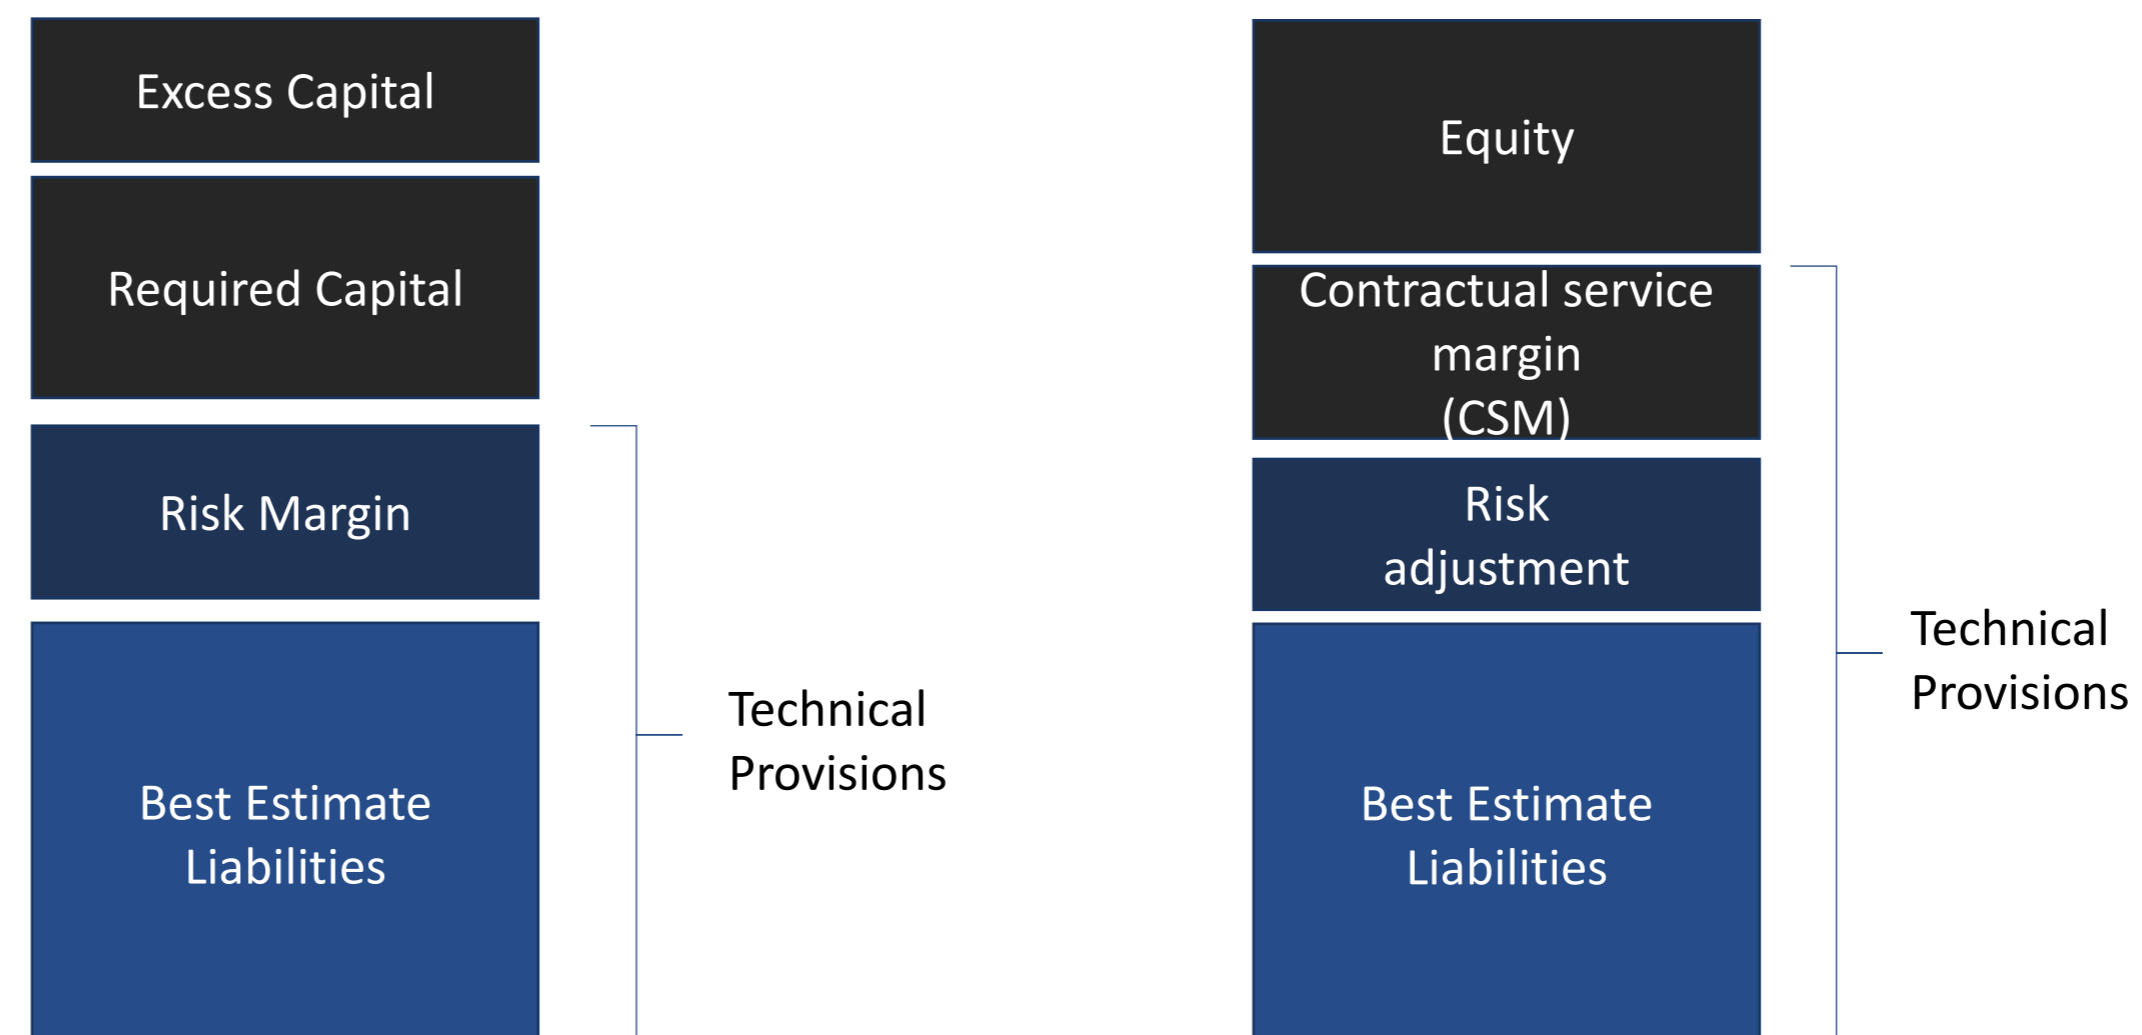 Excess Capital
Required Capital
Risk Margin
Best Estimate
Liabilities
Technical
Provisions
Equity
Contractual service
margin
(CSM)
Risk
adjustment
Best Estimate
Liabilities
Technical
Provisions